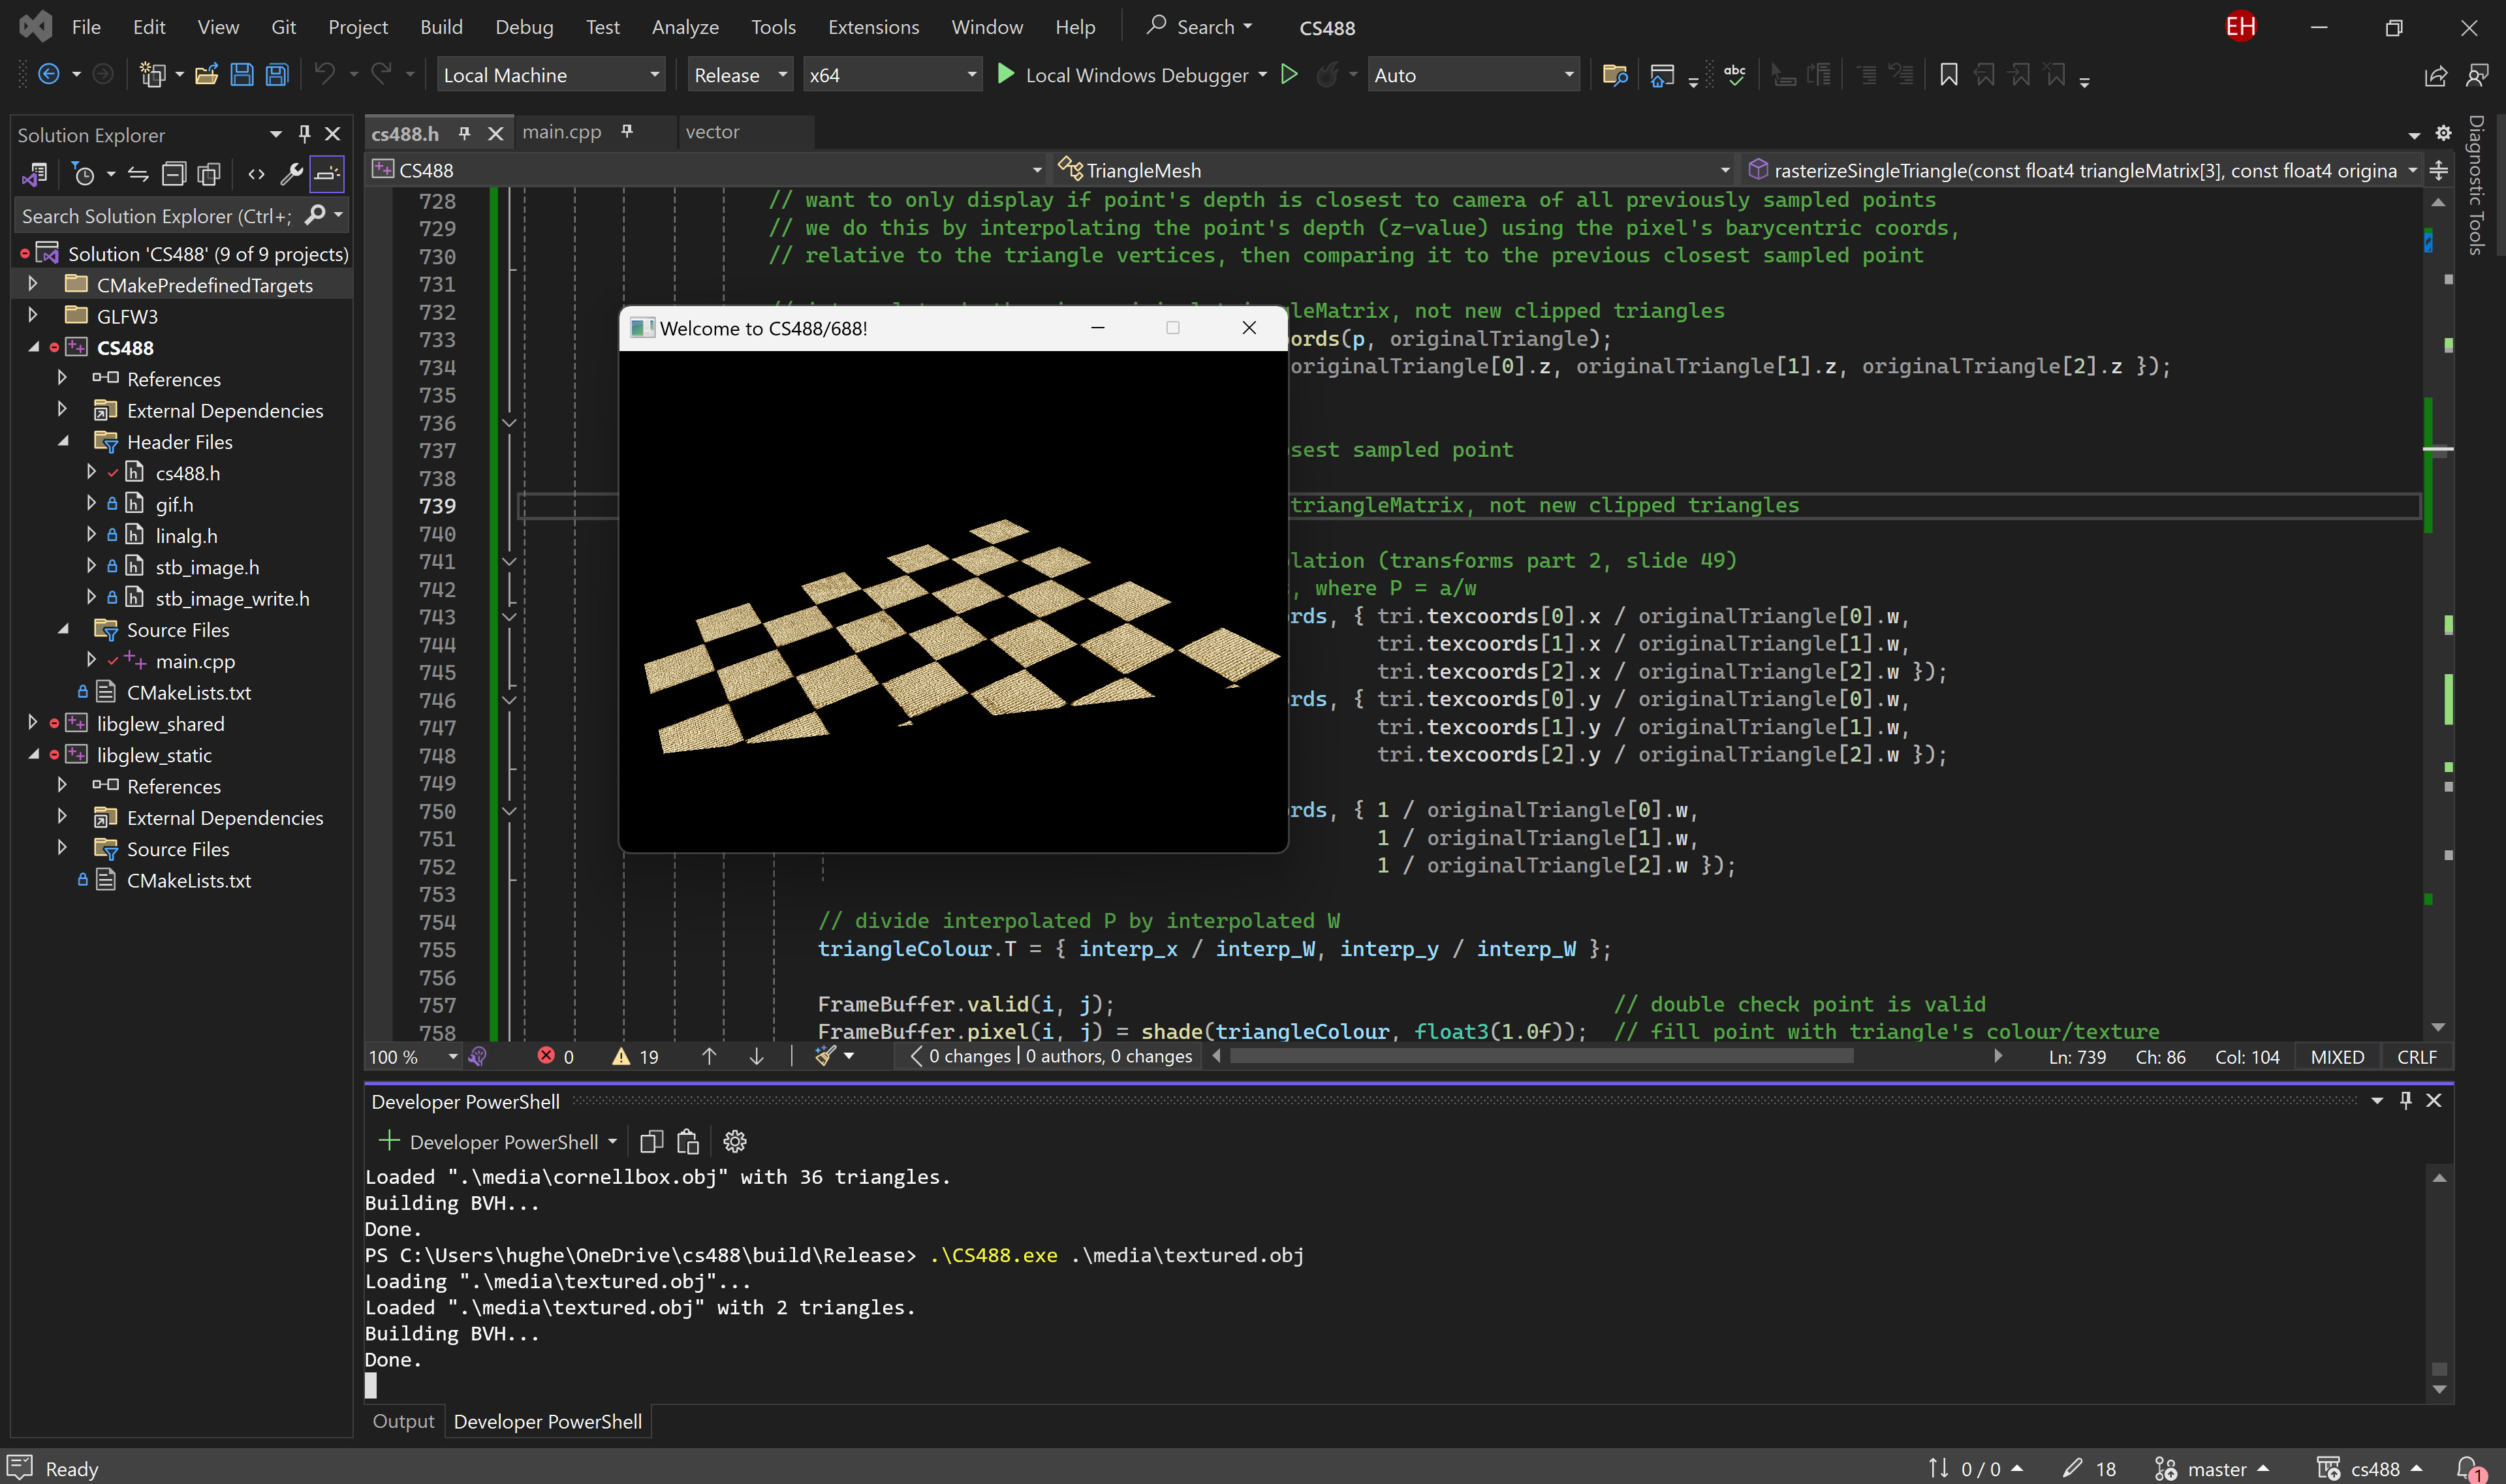 File Edit View Git Project Build Debug Test Analyze Tools Extensions Window Help Search CS488 EH
Local Machine Release x64 Local Windows Debugger Auto
Solution Explorer
Search Solution Explorer (Ctrl+;
Solution 'CS488' (9 of 9 projects)
CMakePredefinedTargets
GLFW3
CS488
References
External Dependencies
Header Files
cs488.h
gif.h
linalg.h
stb_image.h
stb_image_write.h
Source Files
main.cpp
CMakeLists.txt
libglew_shared
libglew_static
References
External Dependencies
Source Files
CMakeLists.txt
cs488.h main.cpp vector
CS488 TriangleMesh rasterizeSingleTriangle(const float4 triangleMatrix[3], const float4 origina
728 // want to only display if point's depth is closest to camera of all previously sampled points
729 // we do this by interpolating the point's depth (z-value) using the pixel's barycentric coords,
730 // relative to the triangle vertices, then comparing it to the previous closest sampled point
731
732 leMatrix, not new clipped triangles
733 ords(p, originalTriangle);
734 originalTriangle[0].z, originalTriangle[1].z, originalTriangle[2].z });
735
736
737 sest sampled point
738
739 triangleMatrix, not new clipped triangles
740
741 lation (transforms part 2, slide 49)
742 , where P = a/w
743 rds, { tri.texcoords[0].x / originalTriangle[0].w,
744 tri.texcoords[1].x / originalTriangle[1].w,
745 tri.texcoords[2].x / originalTriangle[2].w });
746 rds, { tri.texcoords[0].y / originalTriangle[0].w,
747 tri.texcoords[1].y / originalTriangle[1].w,
748 tri.texcoords[2].y / originalTriangle[2].w });
749
750 rds, { 1 / originalTriangle[0].w,
751 1 / originalTriangle[1].w,
752 1 / originalTriangle[2].w });
753
754 // divide interpolated P by interpolated W
755 triangleColour.T = { interp_x / interp_W, interp_y / interp_W };
756
757 FrameBuffer.valid(i, j); // double check point is valid
758 FrameBuffer.pixel(i, j) = shade(triangleColour, float3(1.0f)); // fill point with triangle's colour/texture
Welcome to CS488/688!
100 % 0 19 0 changes | 0 authors, 0 changes Ln: 739 Ch: 86 Col: 104 MIXED CRLF
Developer PowerShell
Developer PowerShell
Loaded ".\media\cornellbox.obj" with 36 triangles.
Building BVH...
Done.
PS C:\Users\hughe\OneDrive\cs488\build\Release> .\CS488.exe .\media\textured.obj
Loading ".\media\textured.obj"...
Loaded ".\media\textured.obj" with 2 triangles.
Building BVH...
Done.
Output Developer PowerShell
Diagnostic Tools
Ready 0 / 0 18 master cs488 1